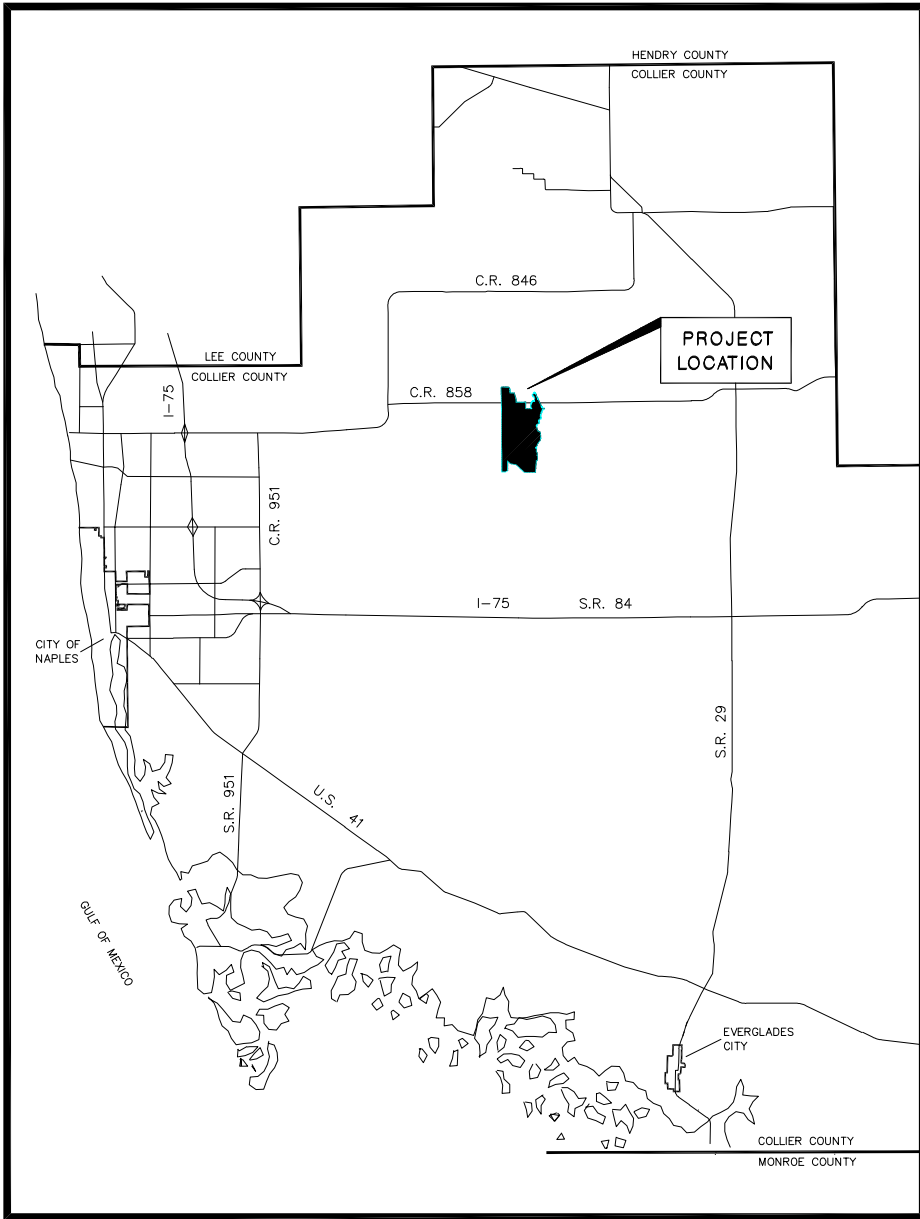 HENDRY COUNTY
COLLIER COUNTY
C.R. 846
PROJECT
LOCATION
LEE COUNTY
COLLIER COUNTY
I-75
C.R. 858
C.R. 951
I-75 S.R. 84
CITY OF
NAPLES
S.R. 29
S.R. 951
U.S. 41
GULF OF MEXICO
EVERGLADES
CITY
COLLIER COUNTY
MONROE COUNTY